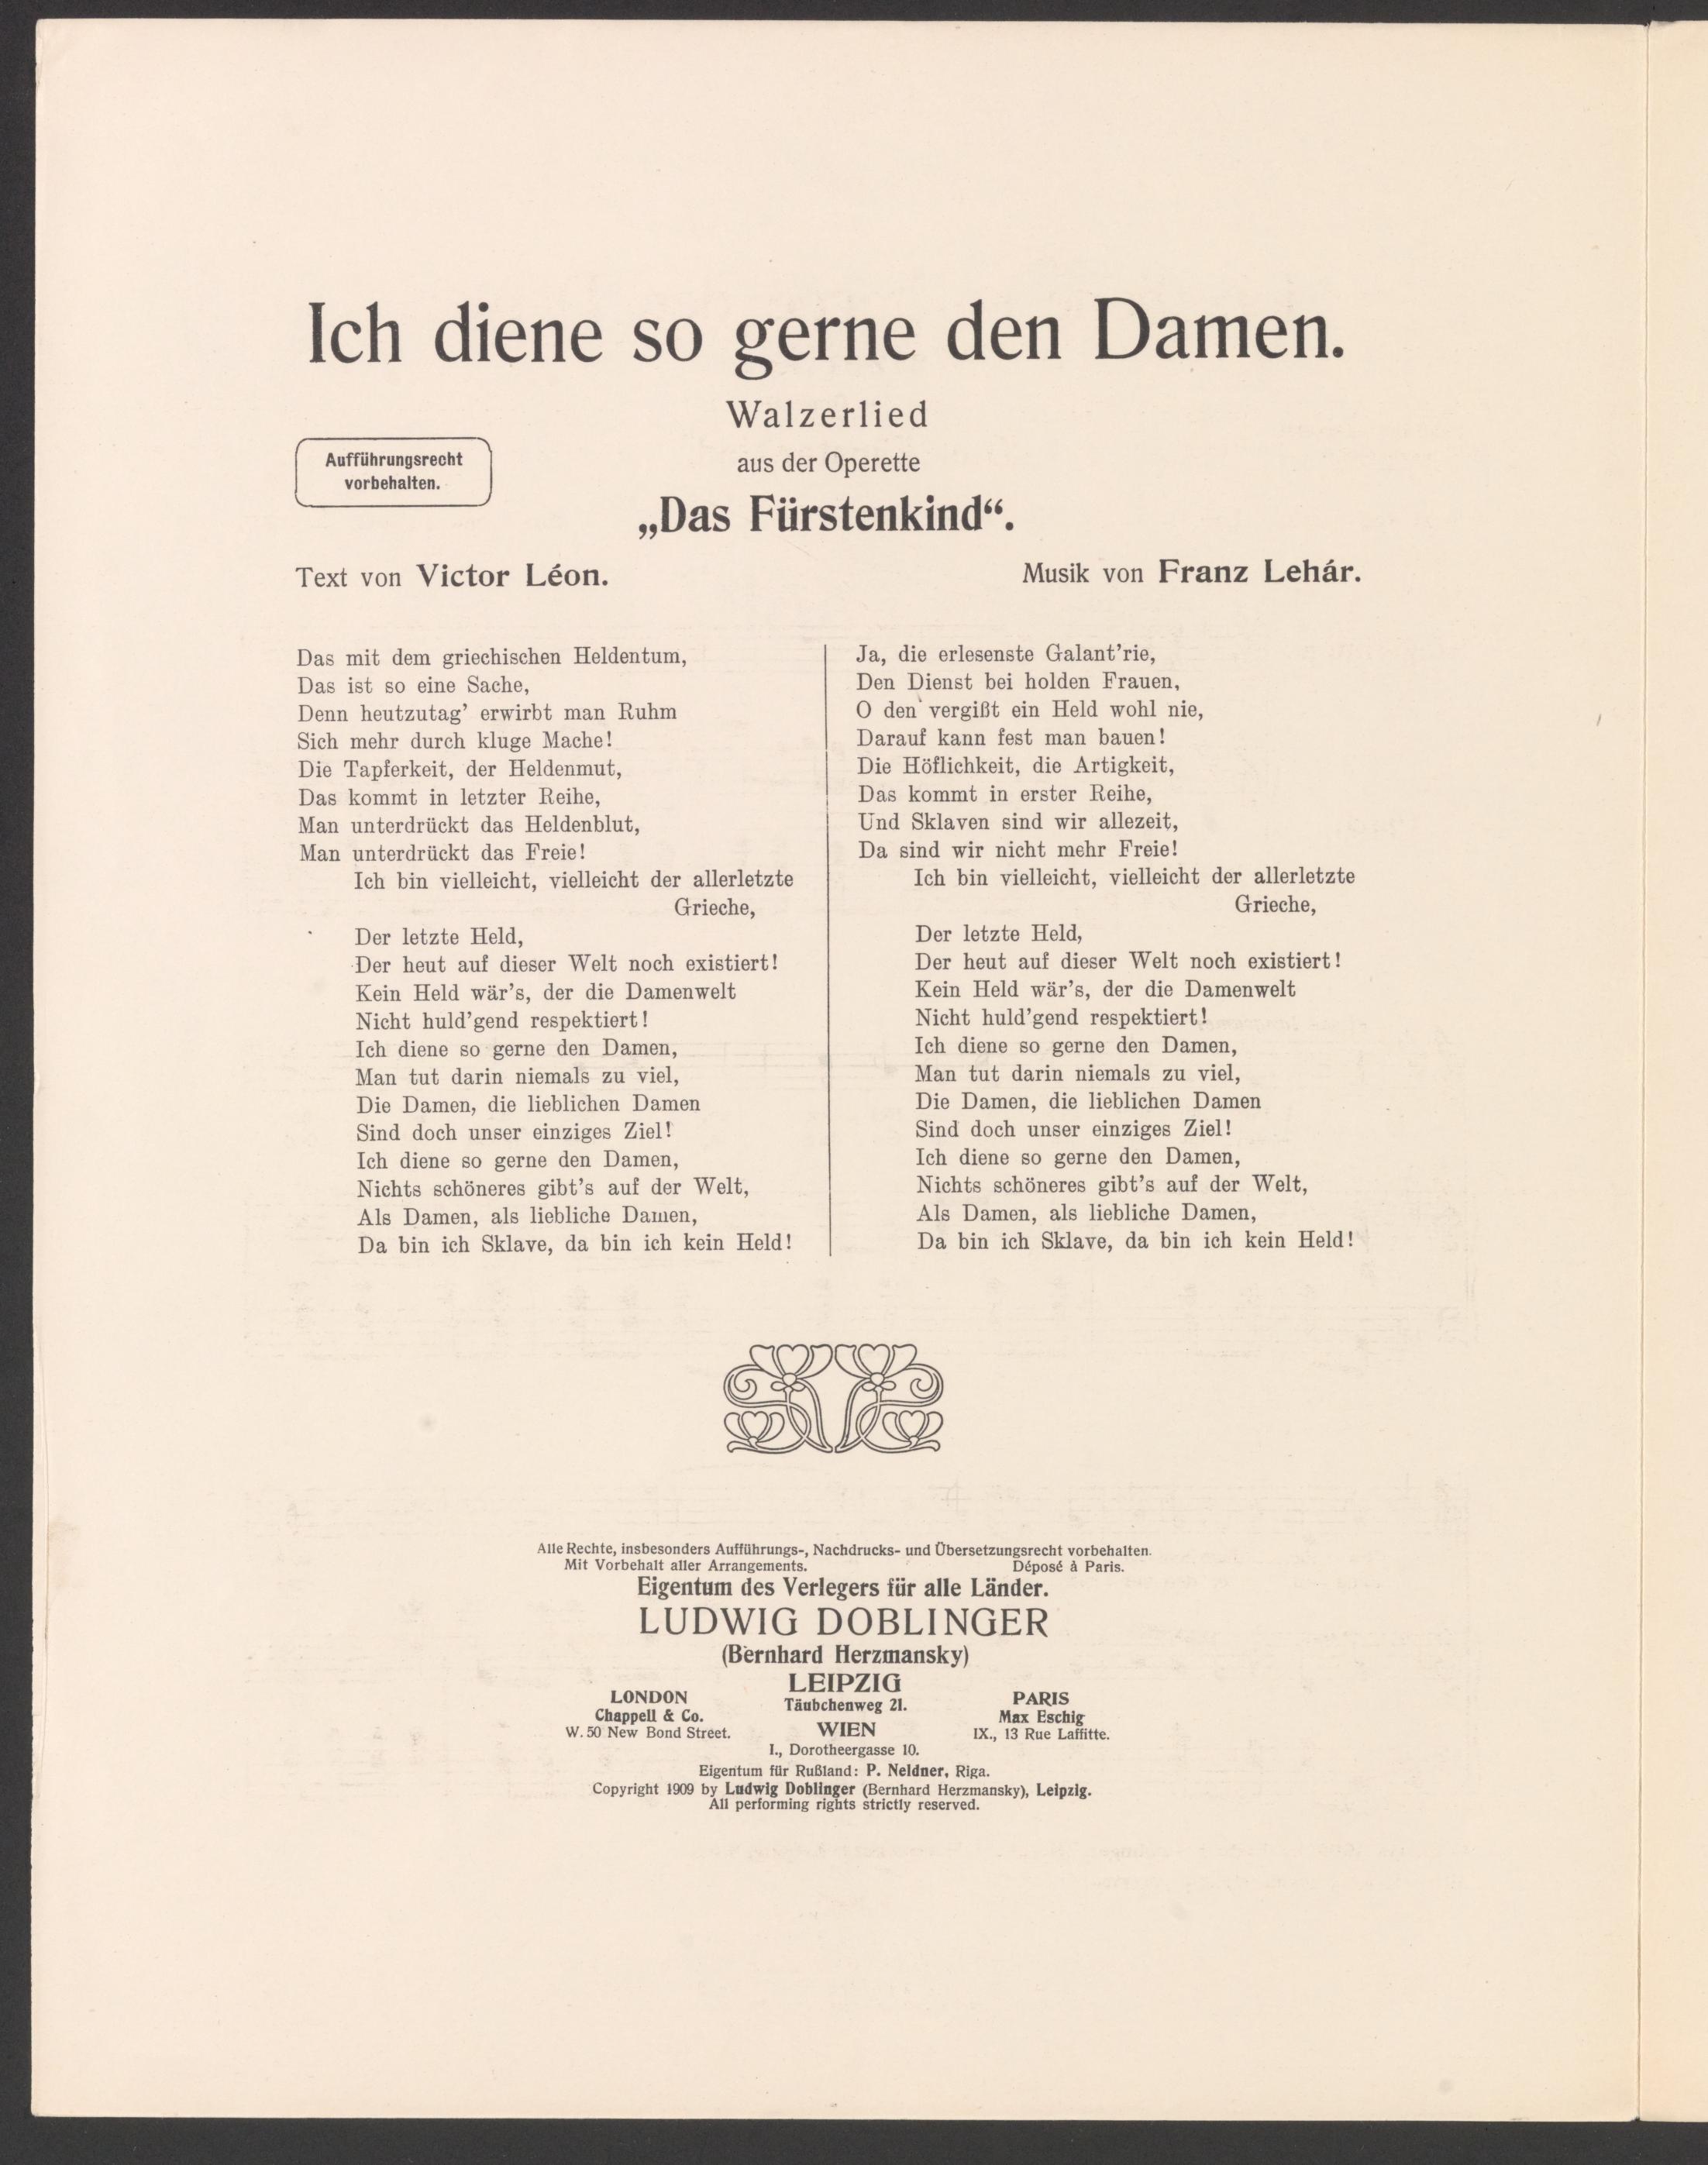 Ich diene so gerne den Damen.
Walzerlied
Aufführungsrecht
vorbehalten.
aus der Operette
„Das Fürstenkind“.
Text von Victor Léon.
Musik von Franz Lehár.
Das mit dem griechischen Heldentum,
Das ist so eine Sache,
Denn heutzutag’ erwirbt man Ruhm
Sich mehr durch kluge Mache!
Die Tapferkeit, der Heldenmut,
Das kommt in letzter Reihe,
Man unterdrückt das Heldenblut,
Man unterdrückt das Freie!
Ich bin vielleicht, vielleicht der allerletzte
Grieche,
Der letzte Held,
Der heut auf dieser Welt noch existiert!
Kein Held wär’s, der die Damenwelt
Nicht huld’gend respektiert!
Ich diene so gerne den Damen,
Man tut darin niemals zu viel,
Die Damen, die lieblichen Damen
Sind doch unser einziges Ziel!
Ich diene so gerne den Damen,
Nichts schöneres gibt’s auf der Welt,
Als Damen, als liebliche Damen,
Da bin ich Sklave, da bin ich kein Held!
Ja, die erlesenste Galant’rie,
Den Dienst bei holden Frauen,
O den vergißt ein Held wohl nie,
Darauf kann fest man bauen!
Die Höflichkeit, die Artigkeit,
Das kommt in erster Reihe,
Und Sklaven sind wir allezeit,
Da sind wir nicht mehr Freie!
Ich bin vielleicht, vielleicht der allerletzte
Grieche,
Der letzte Held,
Der heut auf dieser Welt noch existiert!
Kein Held wär’s, der die Damenwelt
Nicht huld’gend respektiert!
Ich diene so gerne den Damen,
Man tut darin niemals zu viel,
Die Damen, die lieblichen Damen
Sind doch unser einziges Ziel!
Ich diene so gerne den Damen,
Nichts schöneres gibt’s auf der Welt,
Als Damen, als liebliche Damen,
Da bin ich Sklave, da bin ich kein Held!
Alle Rechte, insbesonders Aufführungs-, Nachdrucks- und Übersetzungsrecht vorbehalten.
Mit Vorbehalt aller Arrangements. Déposé à Paris.
Eigentum des Verlegers für alle Länder.
LUDWIG DOBLINGER
(Bernhard Herzmansky)
LEIPZIG
Täubchenweg 21.
LONDON
Chappell & Co.
W. 50 New Bond Street.
WIEN
I., Dorotheergasse 10.
PARIS
Max Eschig
IX., 13 Rue Laffitte.
Eigentum für Rußland: P. Neldner, Riga.
Copyright 1909 by Ludwig Doblinger (Bernhard Herzmansky), Leipzig.
All performing rights strictly reserved.